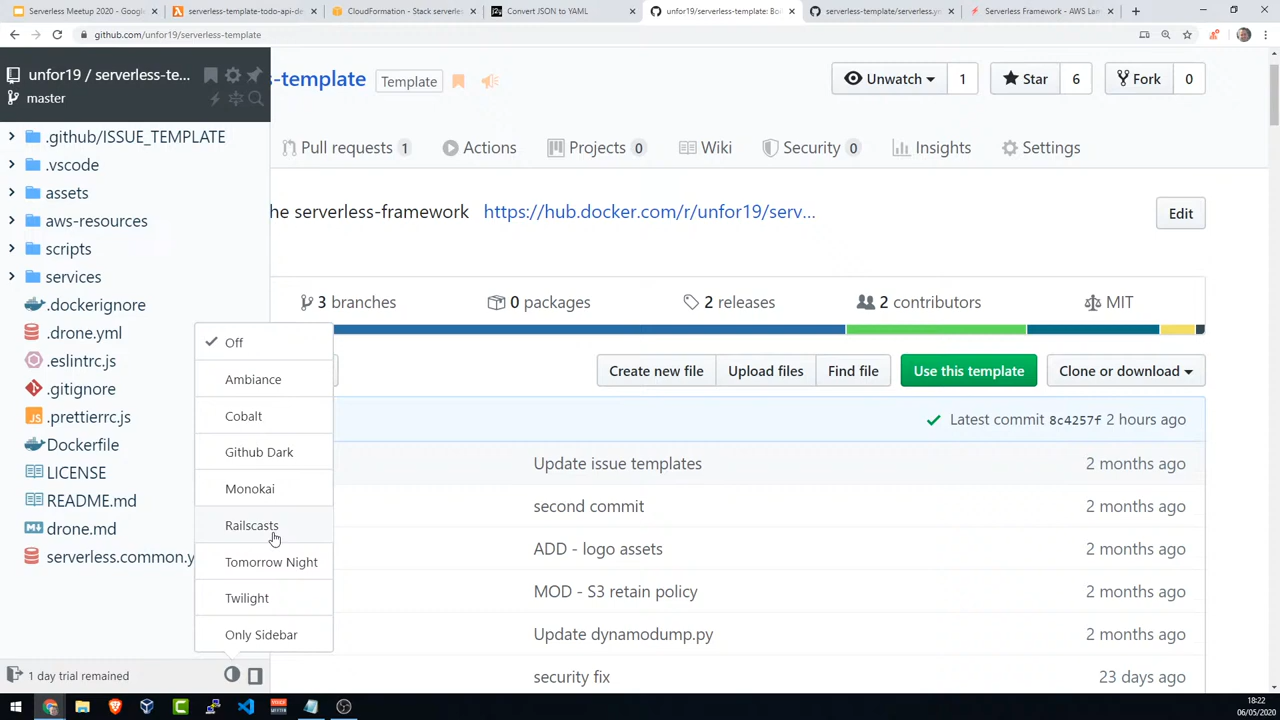 Serverless Meetup 2020 - Google
serverless-template-todo-api-de
CloudFormation - Stack serverles
Convert JSON to YAML
unfor19/serverless-template: Boi
serverless-template/serverless.ym
Serverless Framework - AWS Lam
github.com/unfor19/serverless-template
unfor19 / serverless-te...
master
-template
Template
Unwatch
1
Star
6
Fork
0
.github/ISSUE_TEMPLATE
Pull requests 1
Actions
Projects 0
Wiki
Security 0
Insights
Settings
.vscode
assets
aws-resources
he serverless-framework
https://hub.docker.com/r/unfor19/serv...
Edit
scripts
services
.dockerignore
3 branches
0 packages
2 releases
2 contributors
MIT
.drone.yml
.eslintrc.js
.gitignore
JS
.prettierrc.js
Dockerfile
LICENSE
README.md
drone.md
serverless.common.y
Off
Ambiance
Cobalt
Github Dark
Monokai
Railscasts
Tomorrow Night
Twilight
Only Sidebar
Create new file
Upload files
Find file
Use this template
Clone or download
Latest commit 8c4257f 2 hours ago
Update issue templates
2 months ago
second commit
2 months ago
ADD - logo assets
2 months ago
MOD - S3 retain policy
2 months ago
Update dynamodump.py
2 months ago
security fix
23 days ago
1 day trial remained
18:22
06/05/2020